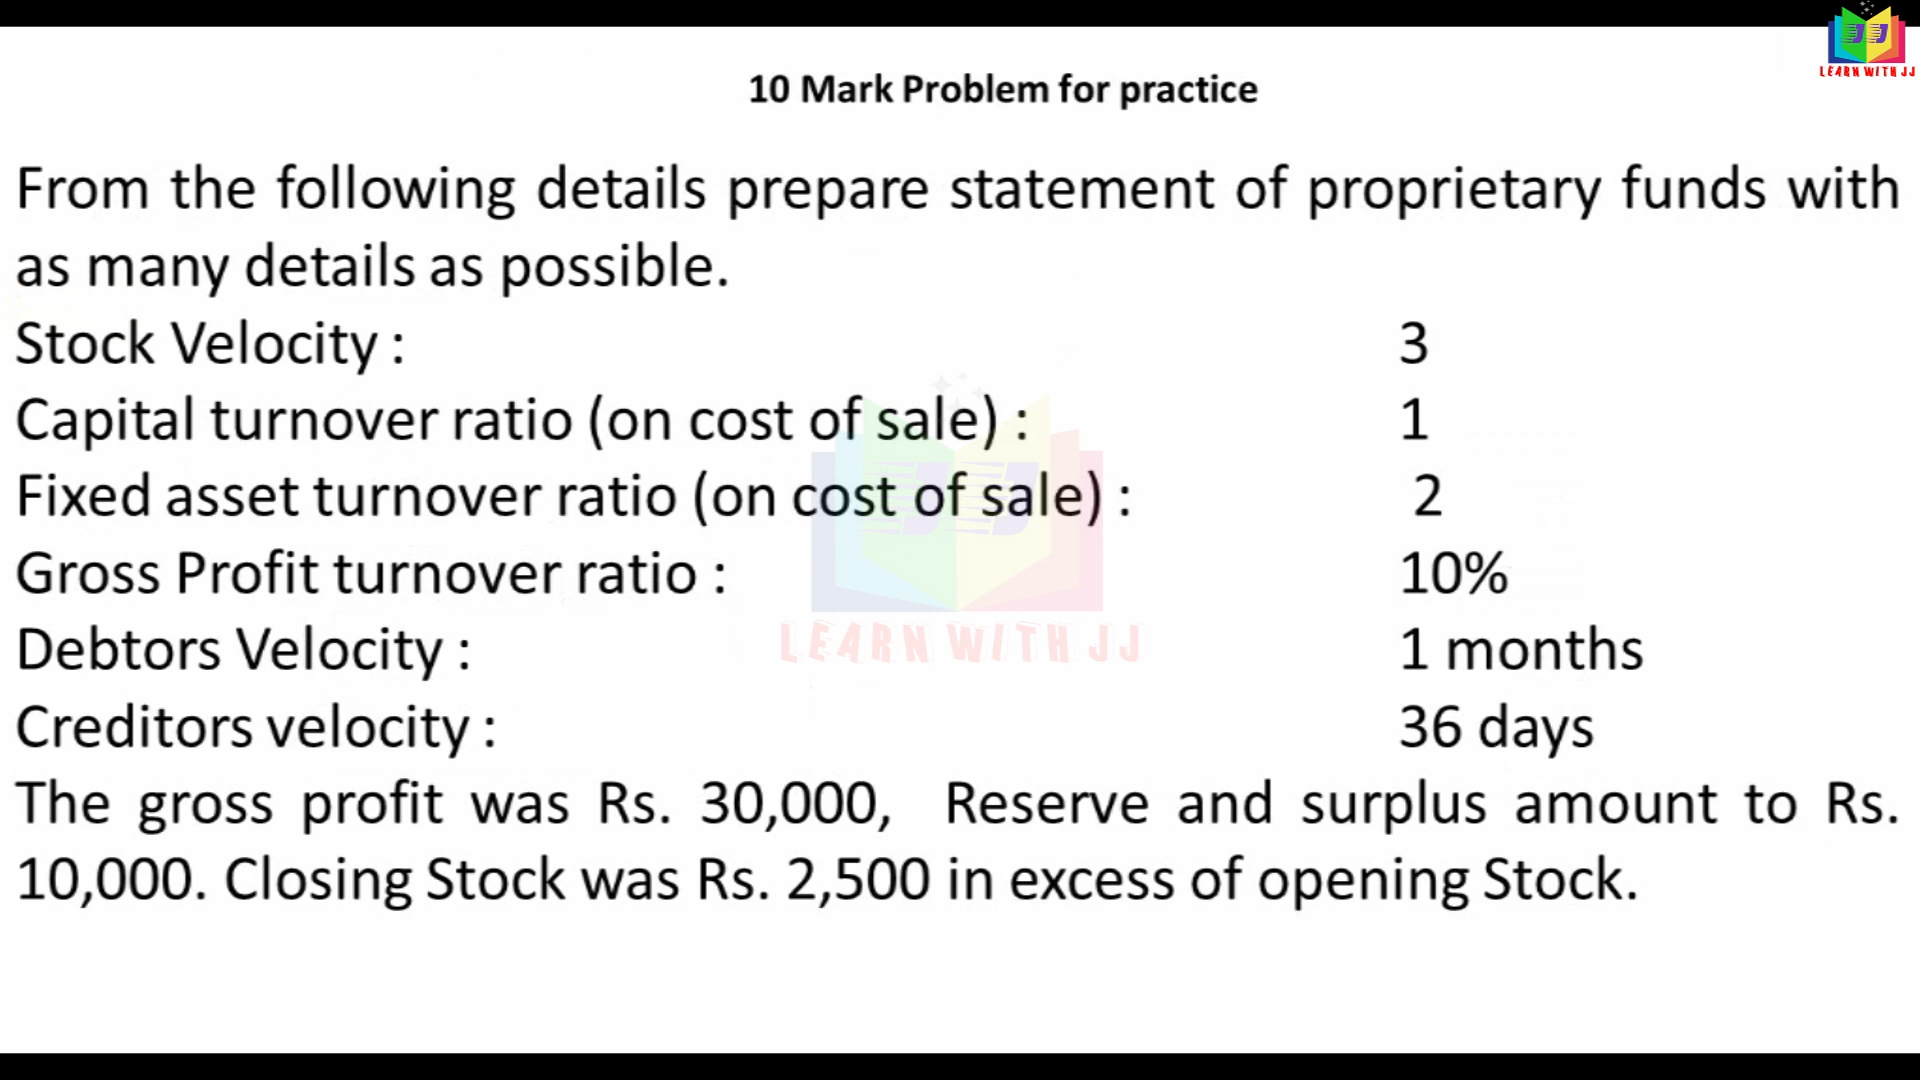 LEARN WITH JJ
10 Mark Problem for practice
From the following details prepare statement of proprietary funds with
as many details as possible.
Stock Velocity : 3
Capital turnover ratio (on cost of sale) : 1
Fixed asset turnover ratio (on cost of sale) : 2
Gross Profit turnover ratio : 10%
LEARN WITH JJ
Debtors Velocity : 1 months
Creditors velocity : 36 days
The gross profit was Rs. 30,000, Reserve and surplus amount to Rs.
10,000. Closing Stock was Rs. 2,500 in excess of opening Stock.